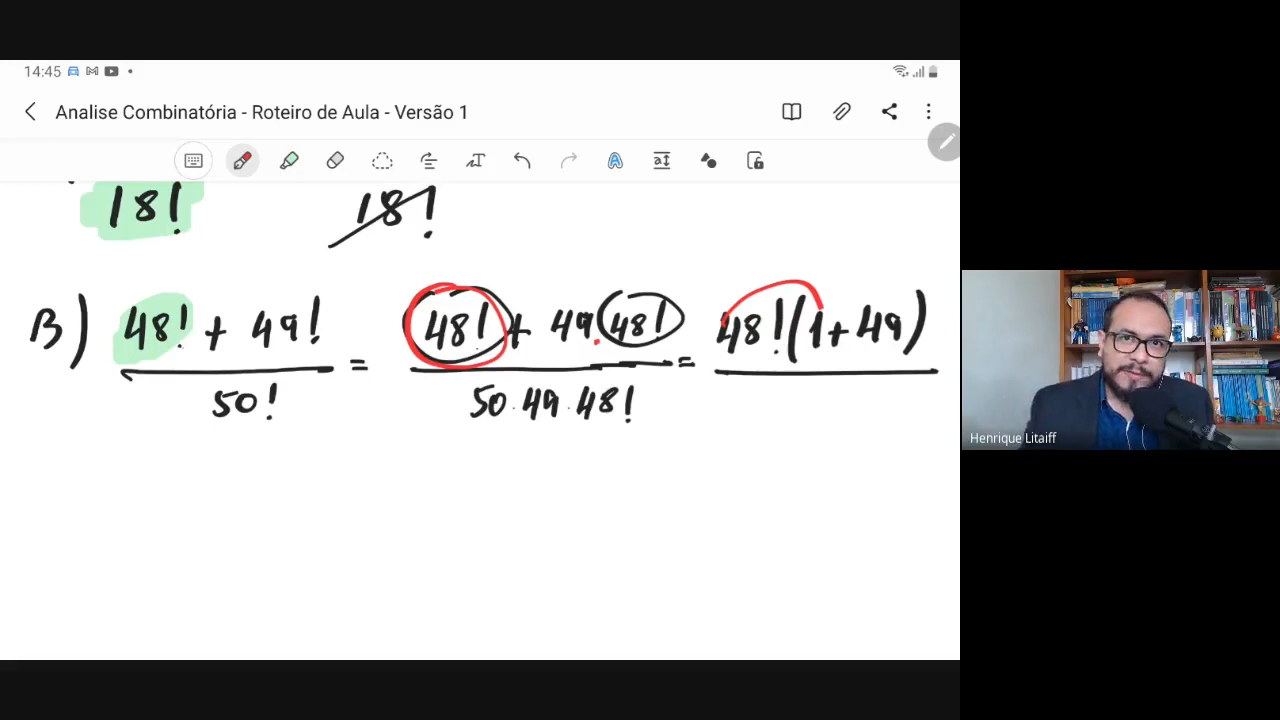 14:45
Analise Combinatória - Roteiro de Aula - Versão 1
18! 18!
B) 48! + 49! / 50! = 48! + 49.48! / 50.49.48! = 48!(1+49)
Henrique Litaiff